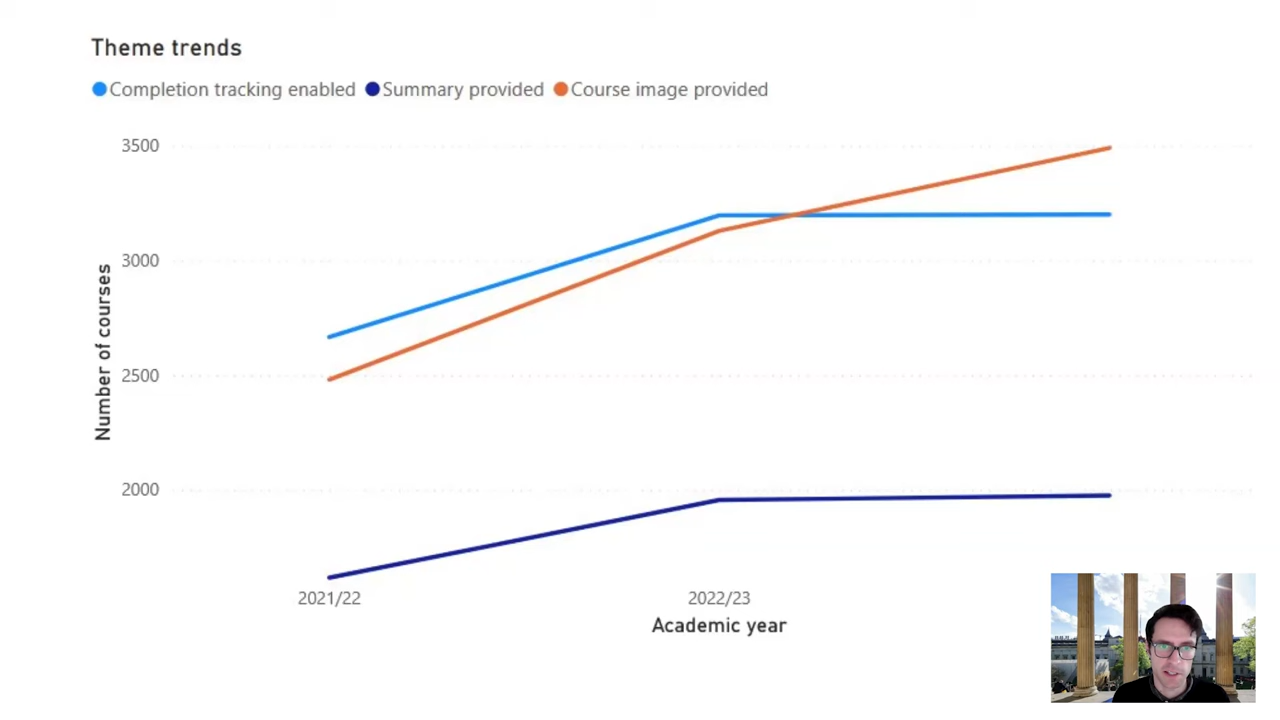 Theme trends
Completion tracking enabled Summary provided Course image provided
3500
3000
2500
2000
Number of courses
2021/22 2022/23
Academic year